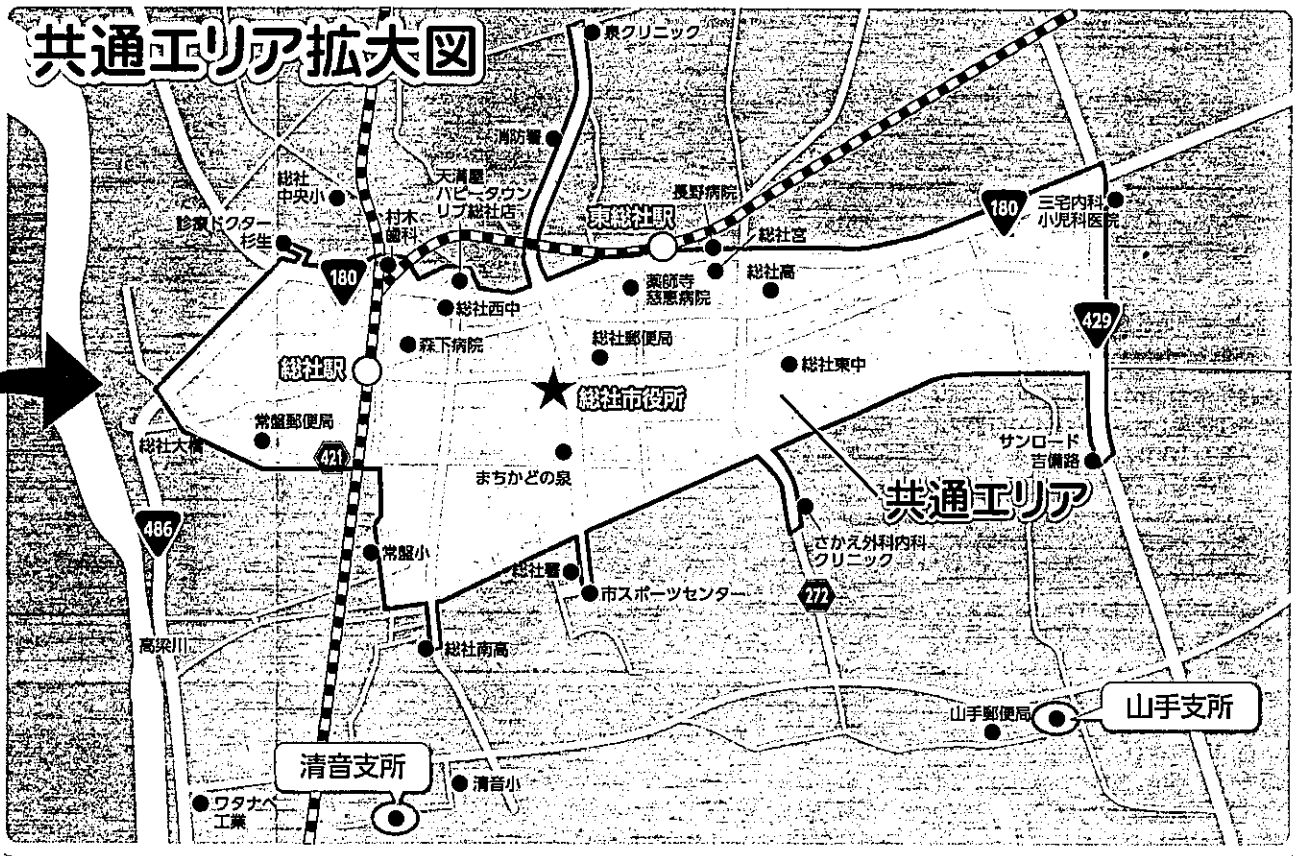 共通エリア拡大図
泉クリニック
消防署
総社
中央小
天満屋
ハピータウン
リブ総社店
長野病院
東総社駅
180
三宅内科
小児科医院
診療ドクター
杉生
村木
歯科
総社宮
180
総社西中
薬師寺
慈恵病院
総社高
429
森下病院
総社郵便局
総社駅
総社東中
総社市役所
常盤郵便局
総社大橋
421
サンロード
吉備路
まちかどの泉
共通エリア
486
さかえ外科内科
クリニック
常盤小
総社署
市スポーツセンター
272
高梁川
総社南高
山手郵便局
山手支所
清音支所
清音小
ワタナベ
工業